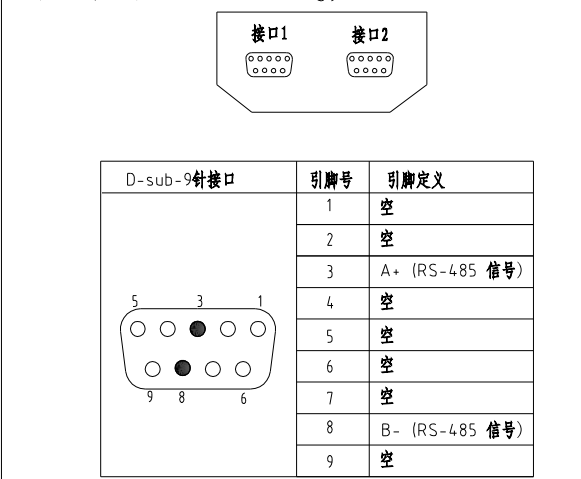 接口1 接口2
D-sub-9针接口 引脚号 引脚定义
1 空
2 空
3 A+ (RS-485 信号)
4 空
5 空
6 空
7 空
8 B- (RS-485 信号)
9 空
5 3 1
9 8 6